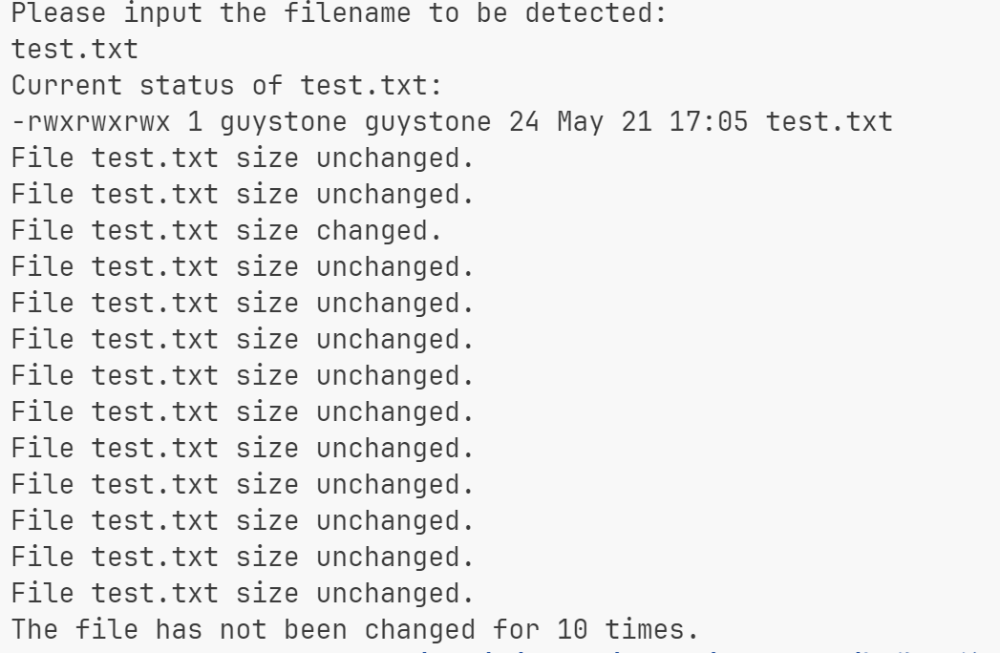 Please input the filename to be detected:
test.txt
Current status of test.txt:
-rwxrwxrwx 1 guystone guystone 24 May 21 17:05 test.txt
File test.txt size unchanged.
File test.txt size unchanged.
File test.txt size changed.
File test.txt size unchanged.
File test.txt size unchanged.
File test.txt size unchanged.
File test.txt size unchanged.
File test.txt size unchanged.
File test.txt size unchanged.
File test.txt size unchanged.
File test.txt size unchanged.
File test.txt size unchanged.
File test.txt size unchanged.
The file has not been changed for 10 times.